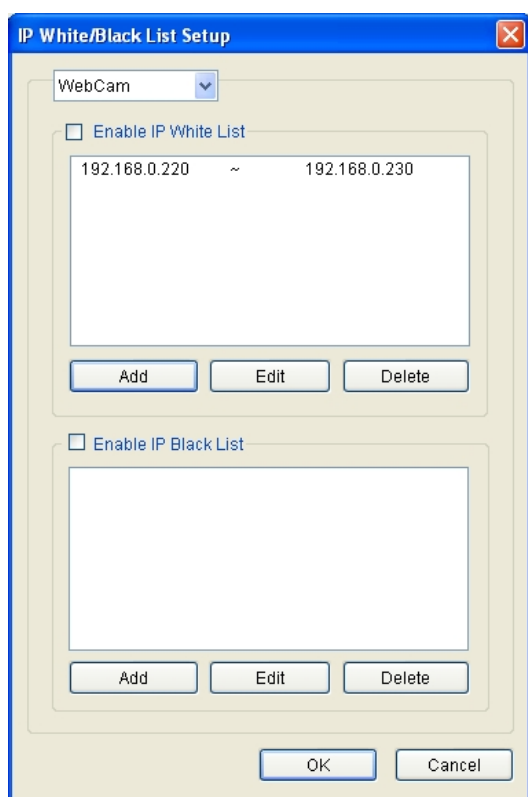 IP White/Black List Setup
WebCam
Enable IP White List
192.168.0.220 ~ 192.168.0.230
Add Edit Delete
Enable IP Black List
Add Edit Delete
OK Cancel